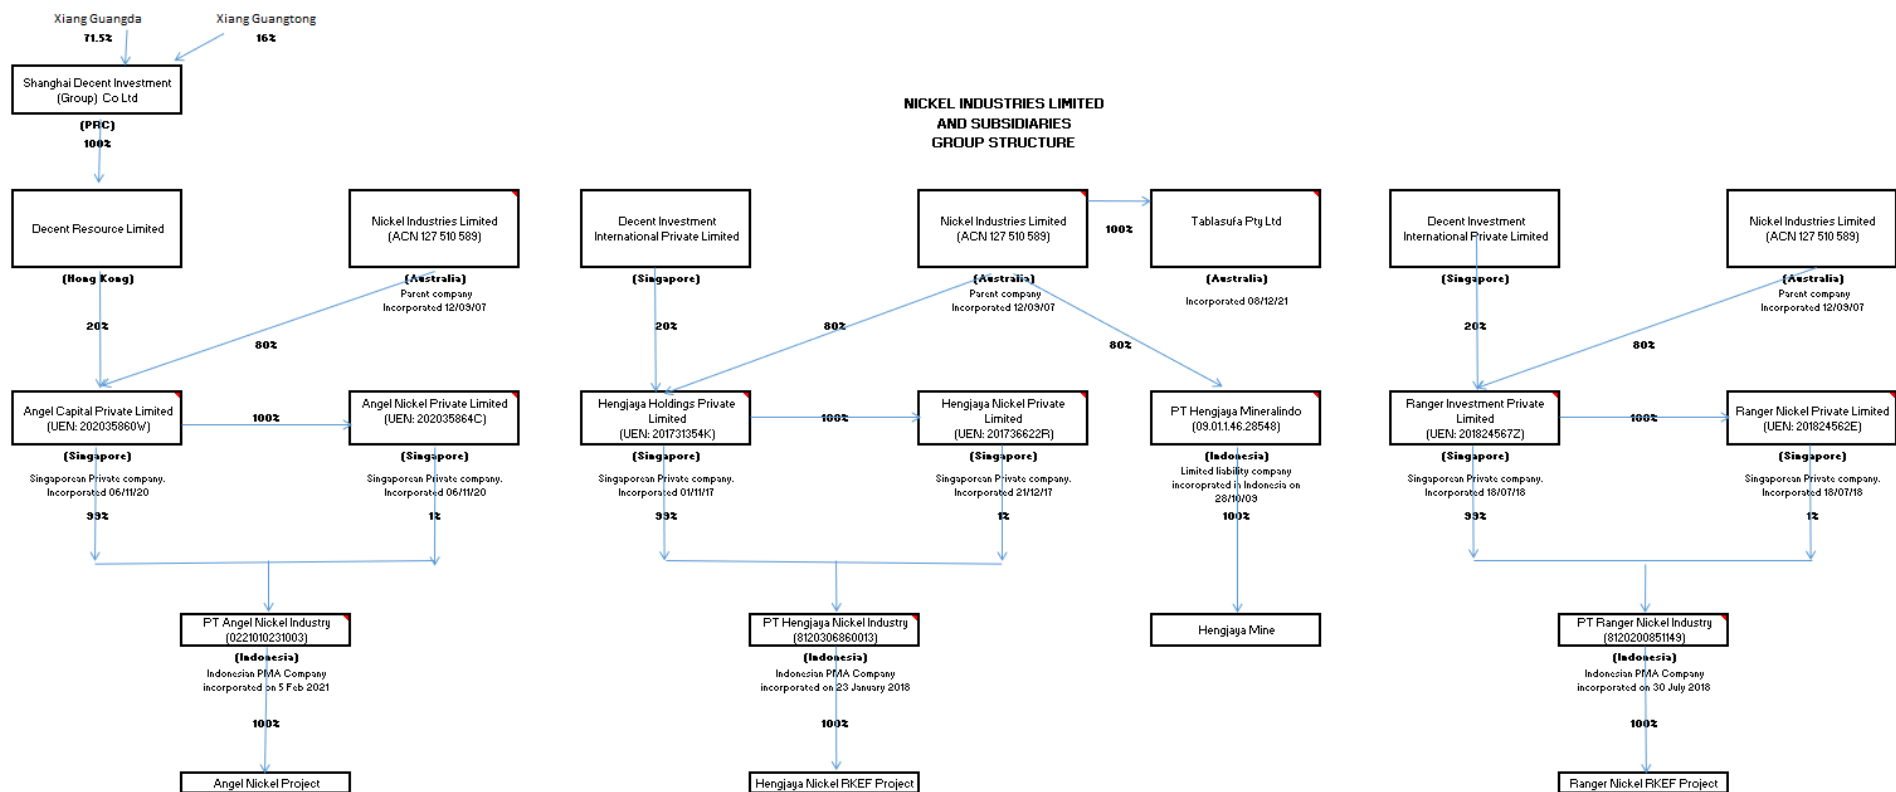 Xiang Guangda
71.5%
Xiang Guangtong
16%
Shanghai Decent Investment
(Group) Co Ltd
(PRC)
100%
NICKEL INDUSTRIES LIMITED
AND SUBSIDIARIES
GROUP STRUCTURE
Decent Resource Limited
(Hong Kong)
Nickel Industries Limited
(ACN 127 510 589)
(Australia)
Parent company
Incorporated 12/09/07
Decent Investment
International Private Limited
(Singapore)
Nickel Industries Limited
(ACN 127 510 589)
(Australia)
Parent company
Incorporated 12/09/07
100%
Tablasufa Pty Ltd
(Australia)
Incorporated 08/12/21
Decent Investment
International Private Limited
(Singapore)
Nickel Industries Limited
(ACN 127 510 589)
(Australia)
Parent company
Incorporated 12/09/07
20%
80%
20%
80%
80%
20%
80%
Angel Capital Private Limited
(UEN: 202035860W)
(Singapore)
Singaporean Private company.
Incorporated 06/11/20
99%
100%
Angel Nickel Private Limited
(UEN: 202035864C)
(Singapore)
Singaporean Private company.
Incorporated 06/11/20
1%
Hengjaya Holdings Private
Limited
(UEN: 201731354K)
(Singapore)
Singaporean Private company.
Incorporated 01/11/17
99%
100%
Hengjaya Nickel Private
Limited
(UEN: 201736622R)
(Singapore)
Singaporean Private company.
Incorporated 21/12/17
1%
PT Hengjaya Mineralindo
(09.01.1.46.28548)
(Indonesia)
Limited liability company
incoroprated in Indonesia on
28/10/09
100%
Ranger Investment Private
Limited
(UEN: 201824567Z)
(Singapore)
Singaporean Private company.
Incorporated 18/07/18
99%
100%
Ranger Nickel Private Limited
(UEN: 201824562E)
(Singapore)
Singaporean Private company.
Incorporated 18/07/18
1%
PT Angel Nickel Industry
(0221010231003)
(Indonesia)
Indonesian PMA Company
incorporated on 5 Feb 2021
100%
Angel Nickel Project
PT Hengjaya Nickel Industry
(8120306860013)
(Indonesia)
Indonesian PMA Company
incorporated on 23 January 2018
100%
Hengjaya Nickel RKEF Project
Hengjaya Mine
PT Ranger Nickel Industry
(8120200851149)
(Indonesia)
Indonesian PMA Company
incorporated on 30 July 2018
100%
Ranger Nickel RKEF Project